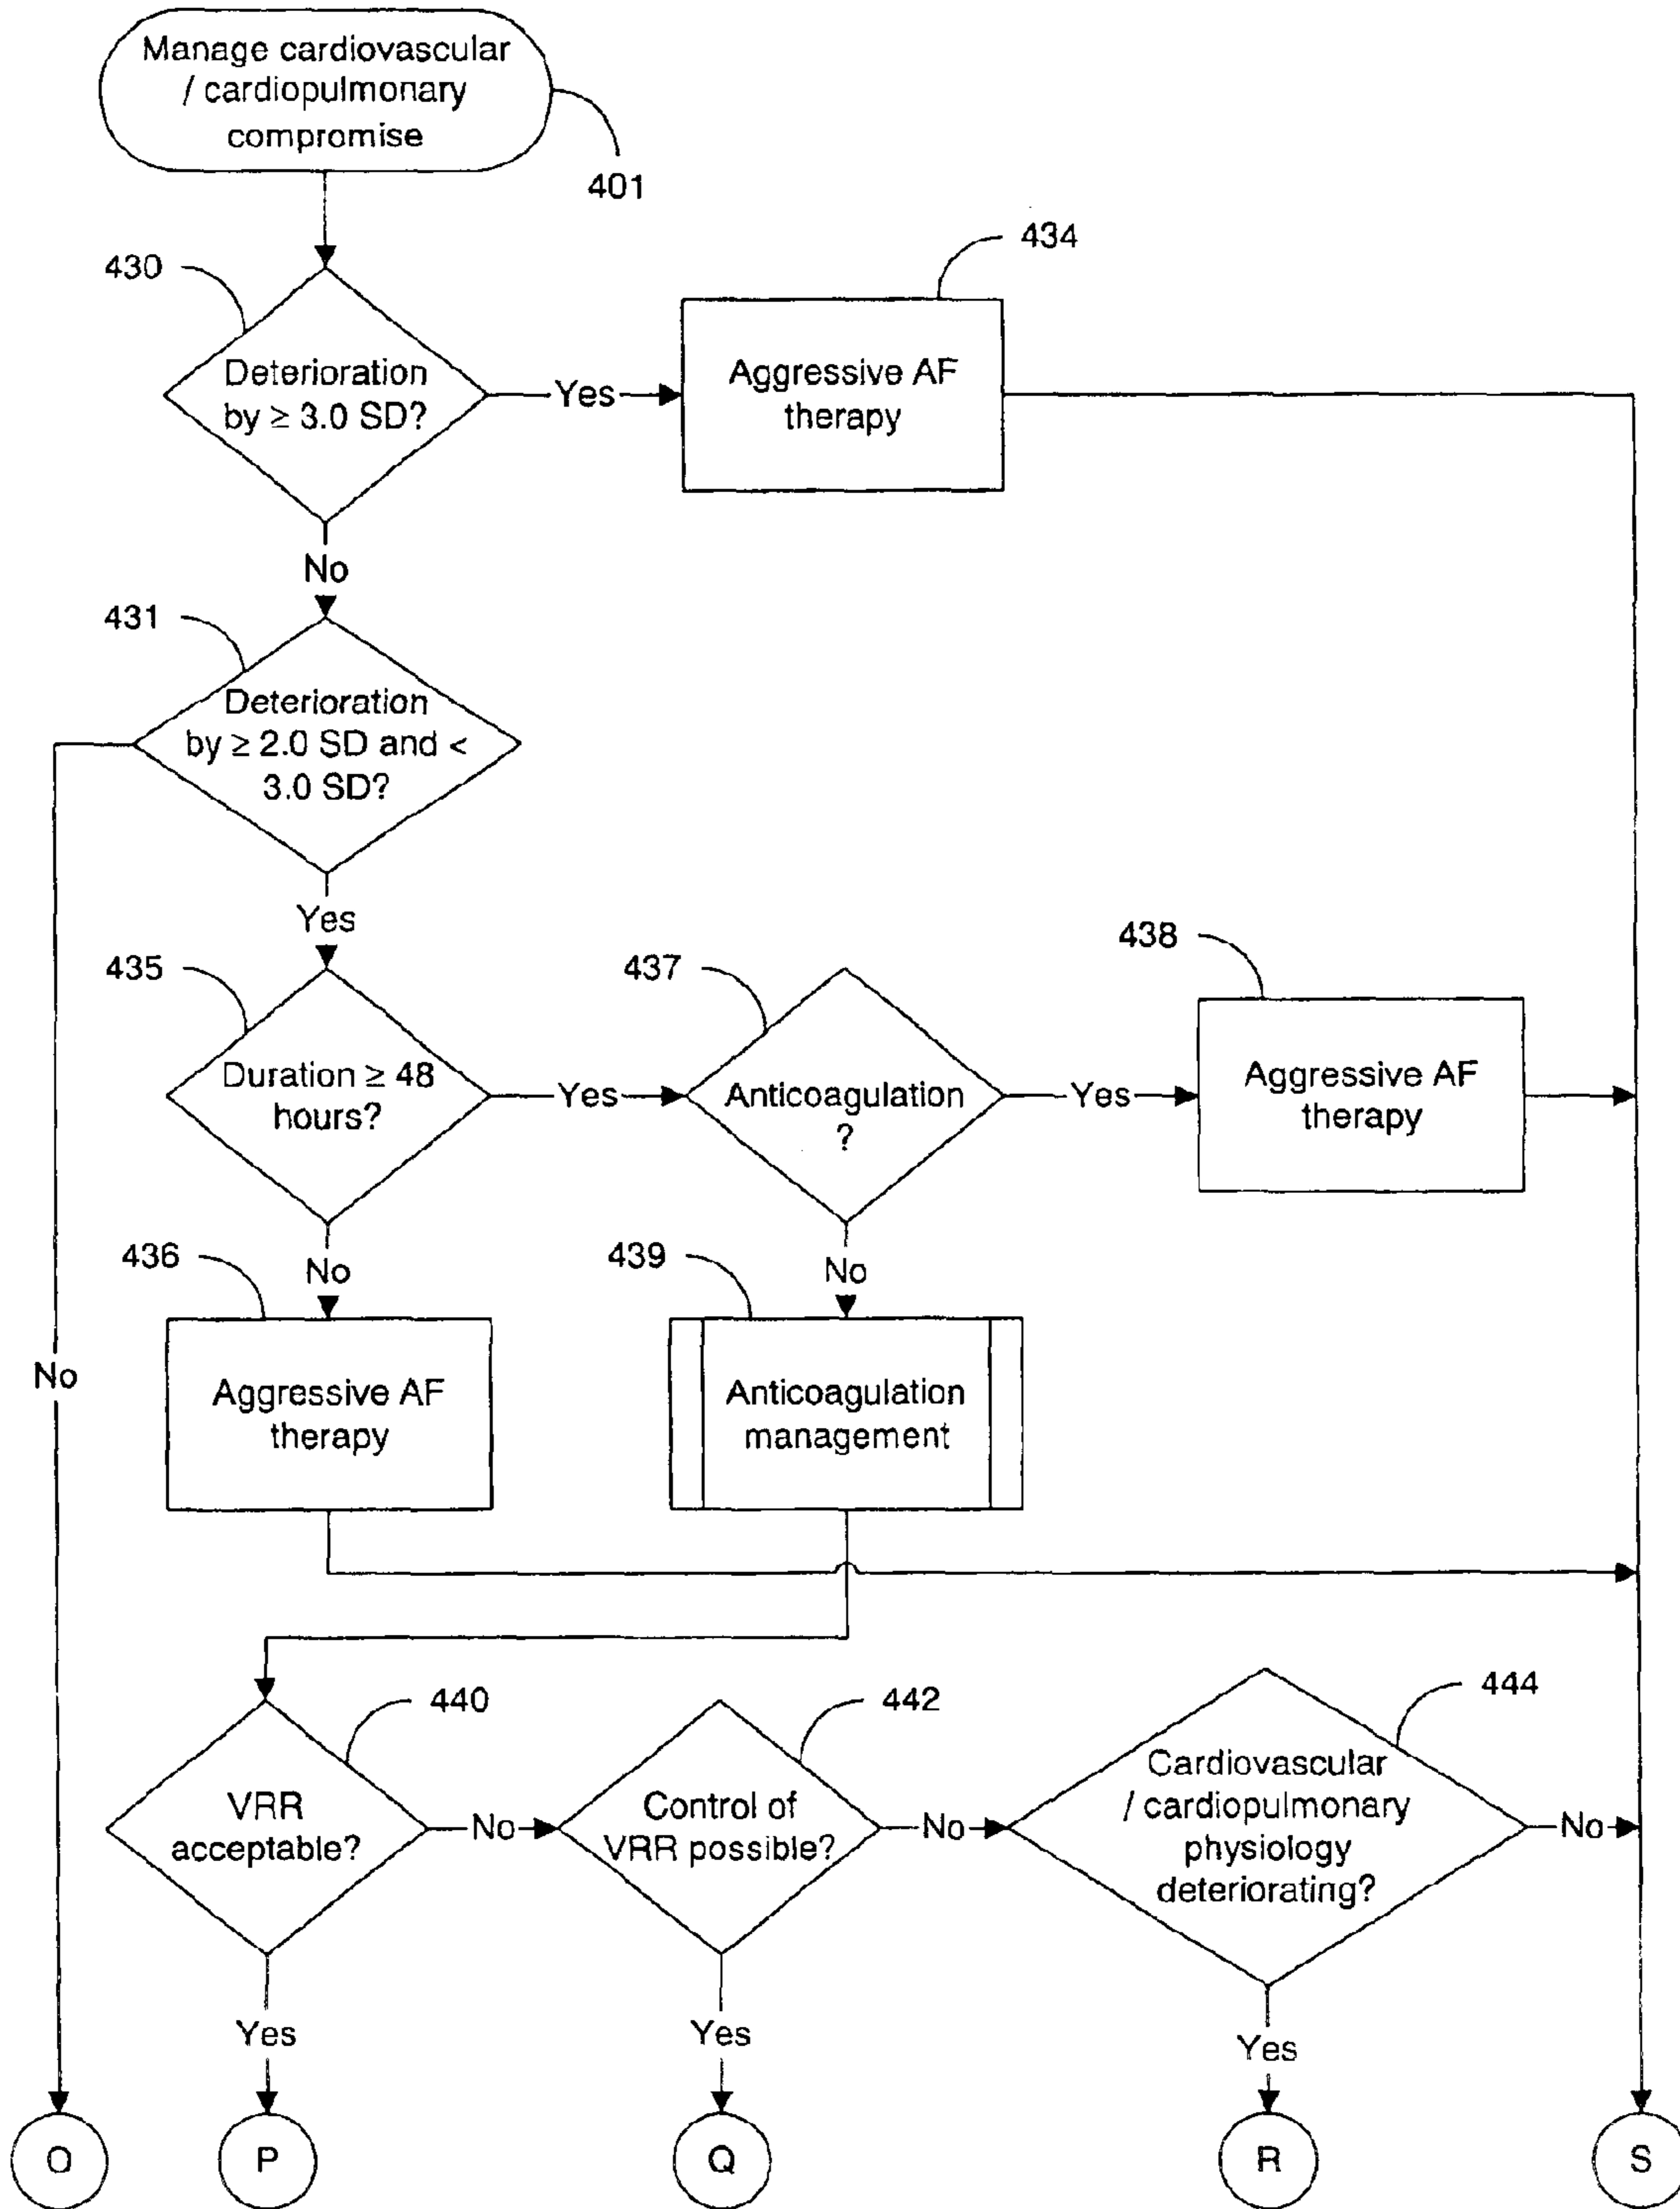 Manage cardiovascular
/ cardiopulmonary
compromise
401
434
430
Deterioration
by ≥ 3.0 SD?
Yes
Aggressive AF
therapy
No
431
Deterioration
by ≥ 2.0 SD and <
3.0 SD?
Yes
438
435
437
Duration ≥ 48
hours?
Yes
Anticoagulation
?
Yes
Aggressive AF
therapy
436
No
439
No
No
Aggressive AF
therapy
Anticoagulation
management
440
442
444
VRR
acceptable?
No
Control of
VRR possible?
No
Cardiovascular
/ cardiopulmonary
physiology
deteriorating?
No
Yes
Yes
Yes
O
P
Q
R
S